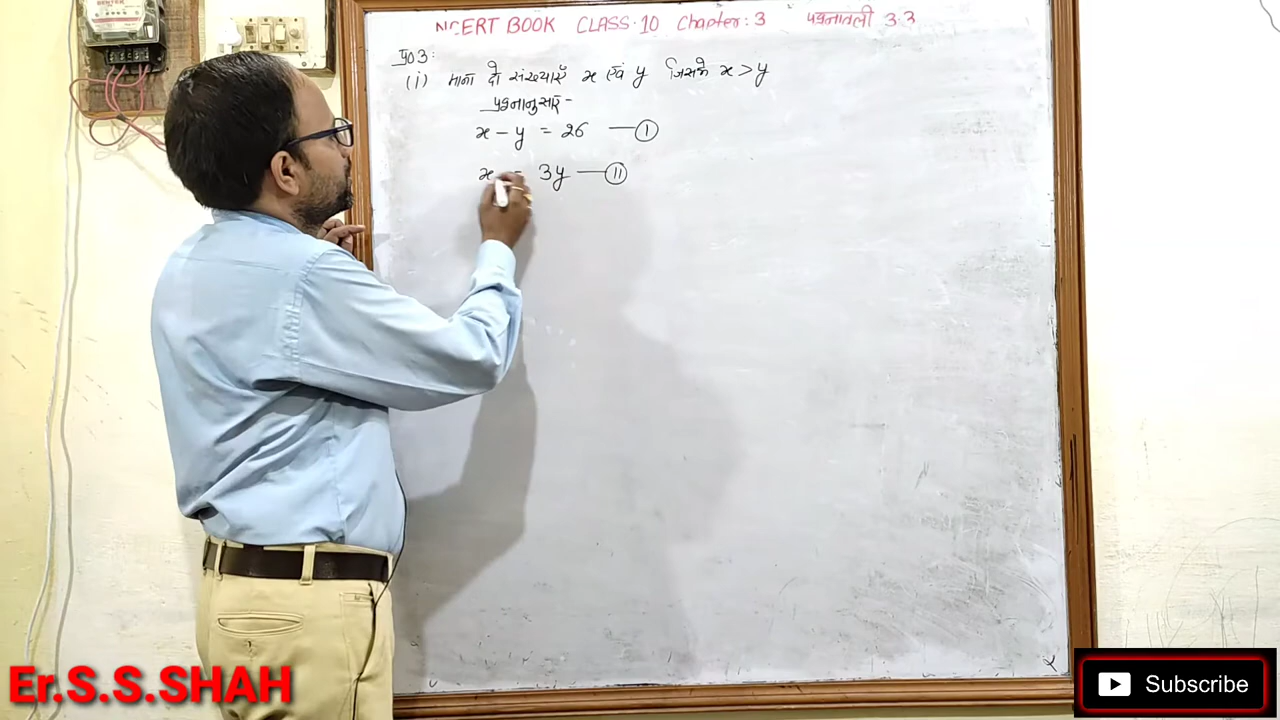 NCERT BOOK CLASS.10 Chapter:3 प्रश्नावली 3.3
प्र03:
(i) माना दो संख्याएँ x एवं y जिसमे x > y
प्रश्नानुसार -
x - y = 26 — I
x = 3y — II
Er.S.S.SHAH
Subscribe